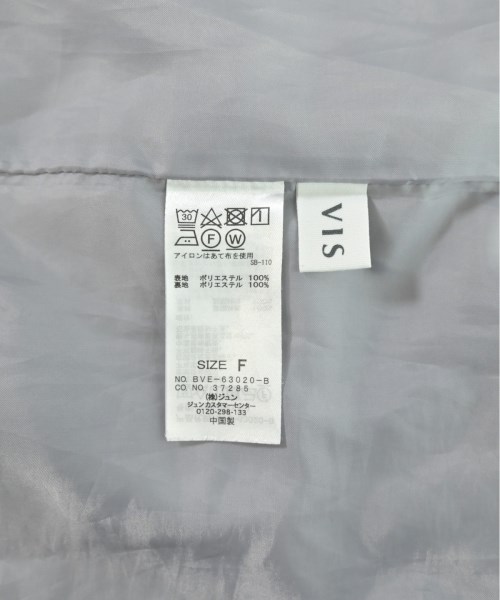 30
F W
アイロンはあて布を使用
SB-110
表地 ポリエステル 100%
裏地 ポリエステル 100%
SIZE F
NO. BVE-63020-B
CO. NO. 37285
(株)ジュン
ジュンカスタマーセンター
0120-298-133
中国製
VIS